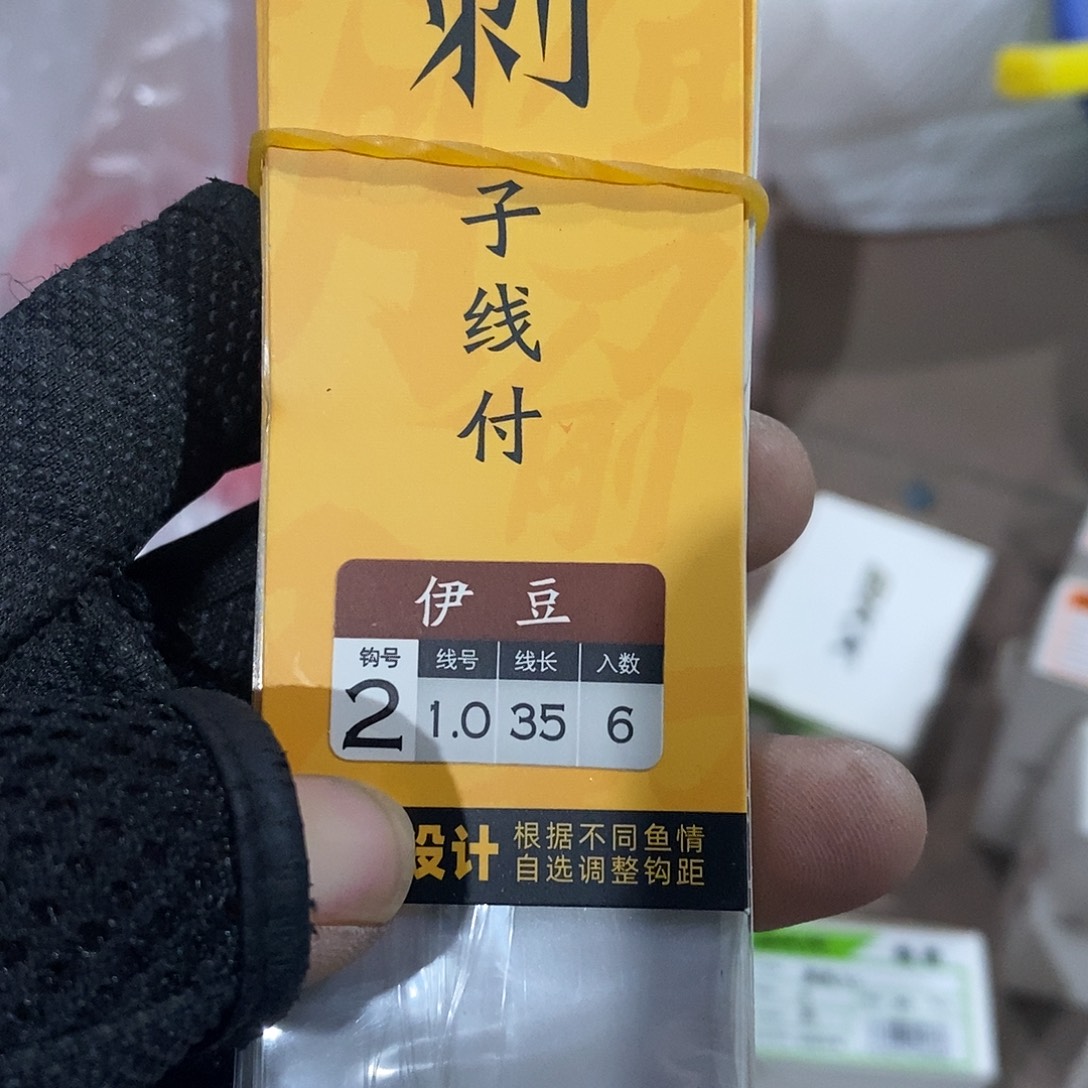 刺
子
线
付
伊豆
钩号 线号 线长 入数
2 1.0 35 6
设计
根据不同鱼情
自选调整钩距